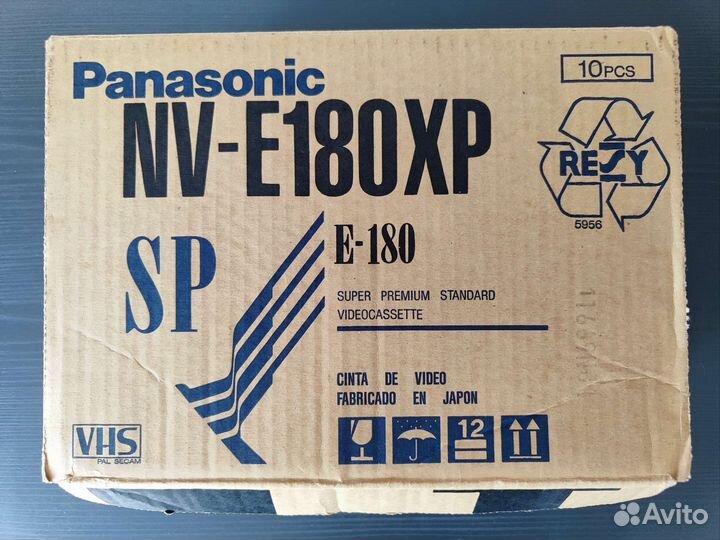 Panasonic
10PCS
NV-E180XP
RESY
5956
SP
E-180
SUPER PREMIUM STANDARD
VIDEOCASSETTE
CINTA DE VIDEO
FABRICADO EN JAPON
12
VHS
PAL SECAM
Avito